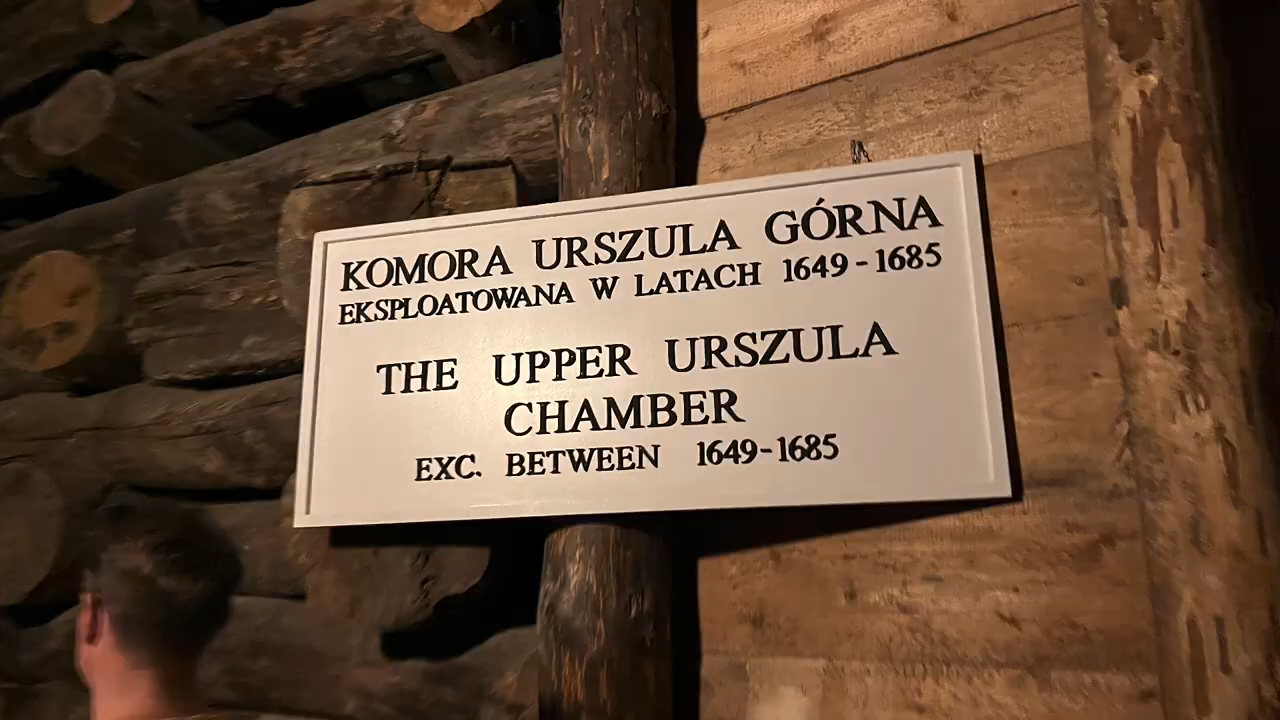 KOMORA URSZULA GÓRNA
EKSPLOATOWANA W LATACH 1649-1685
THE UPPER URSZULA
CHAMBER
EXC. BETWEEN 1649-1685